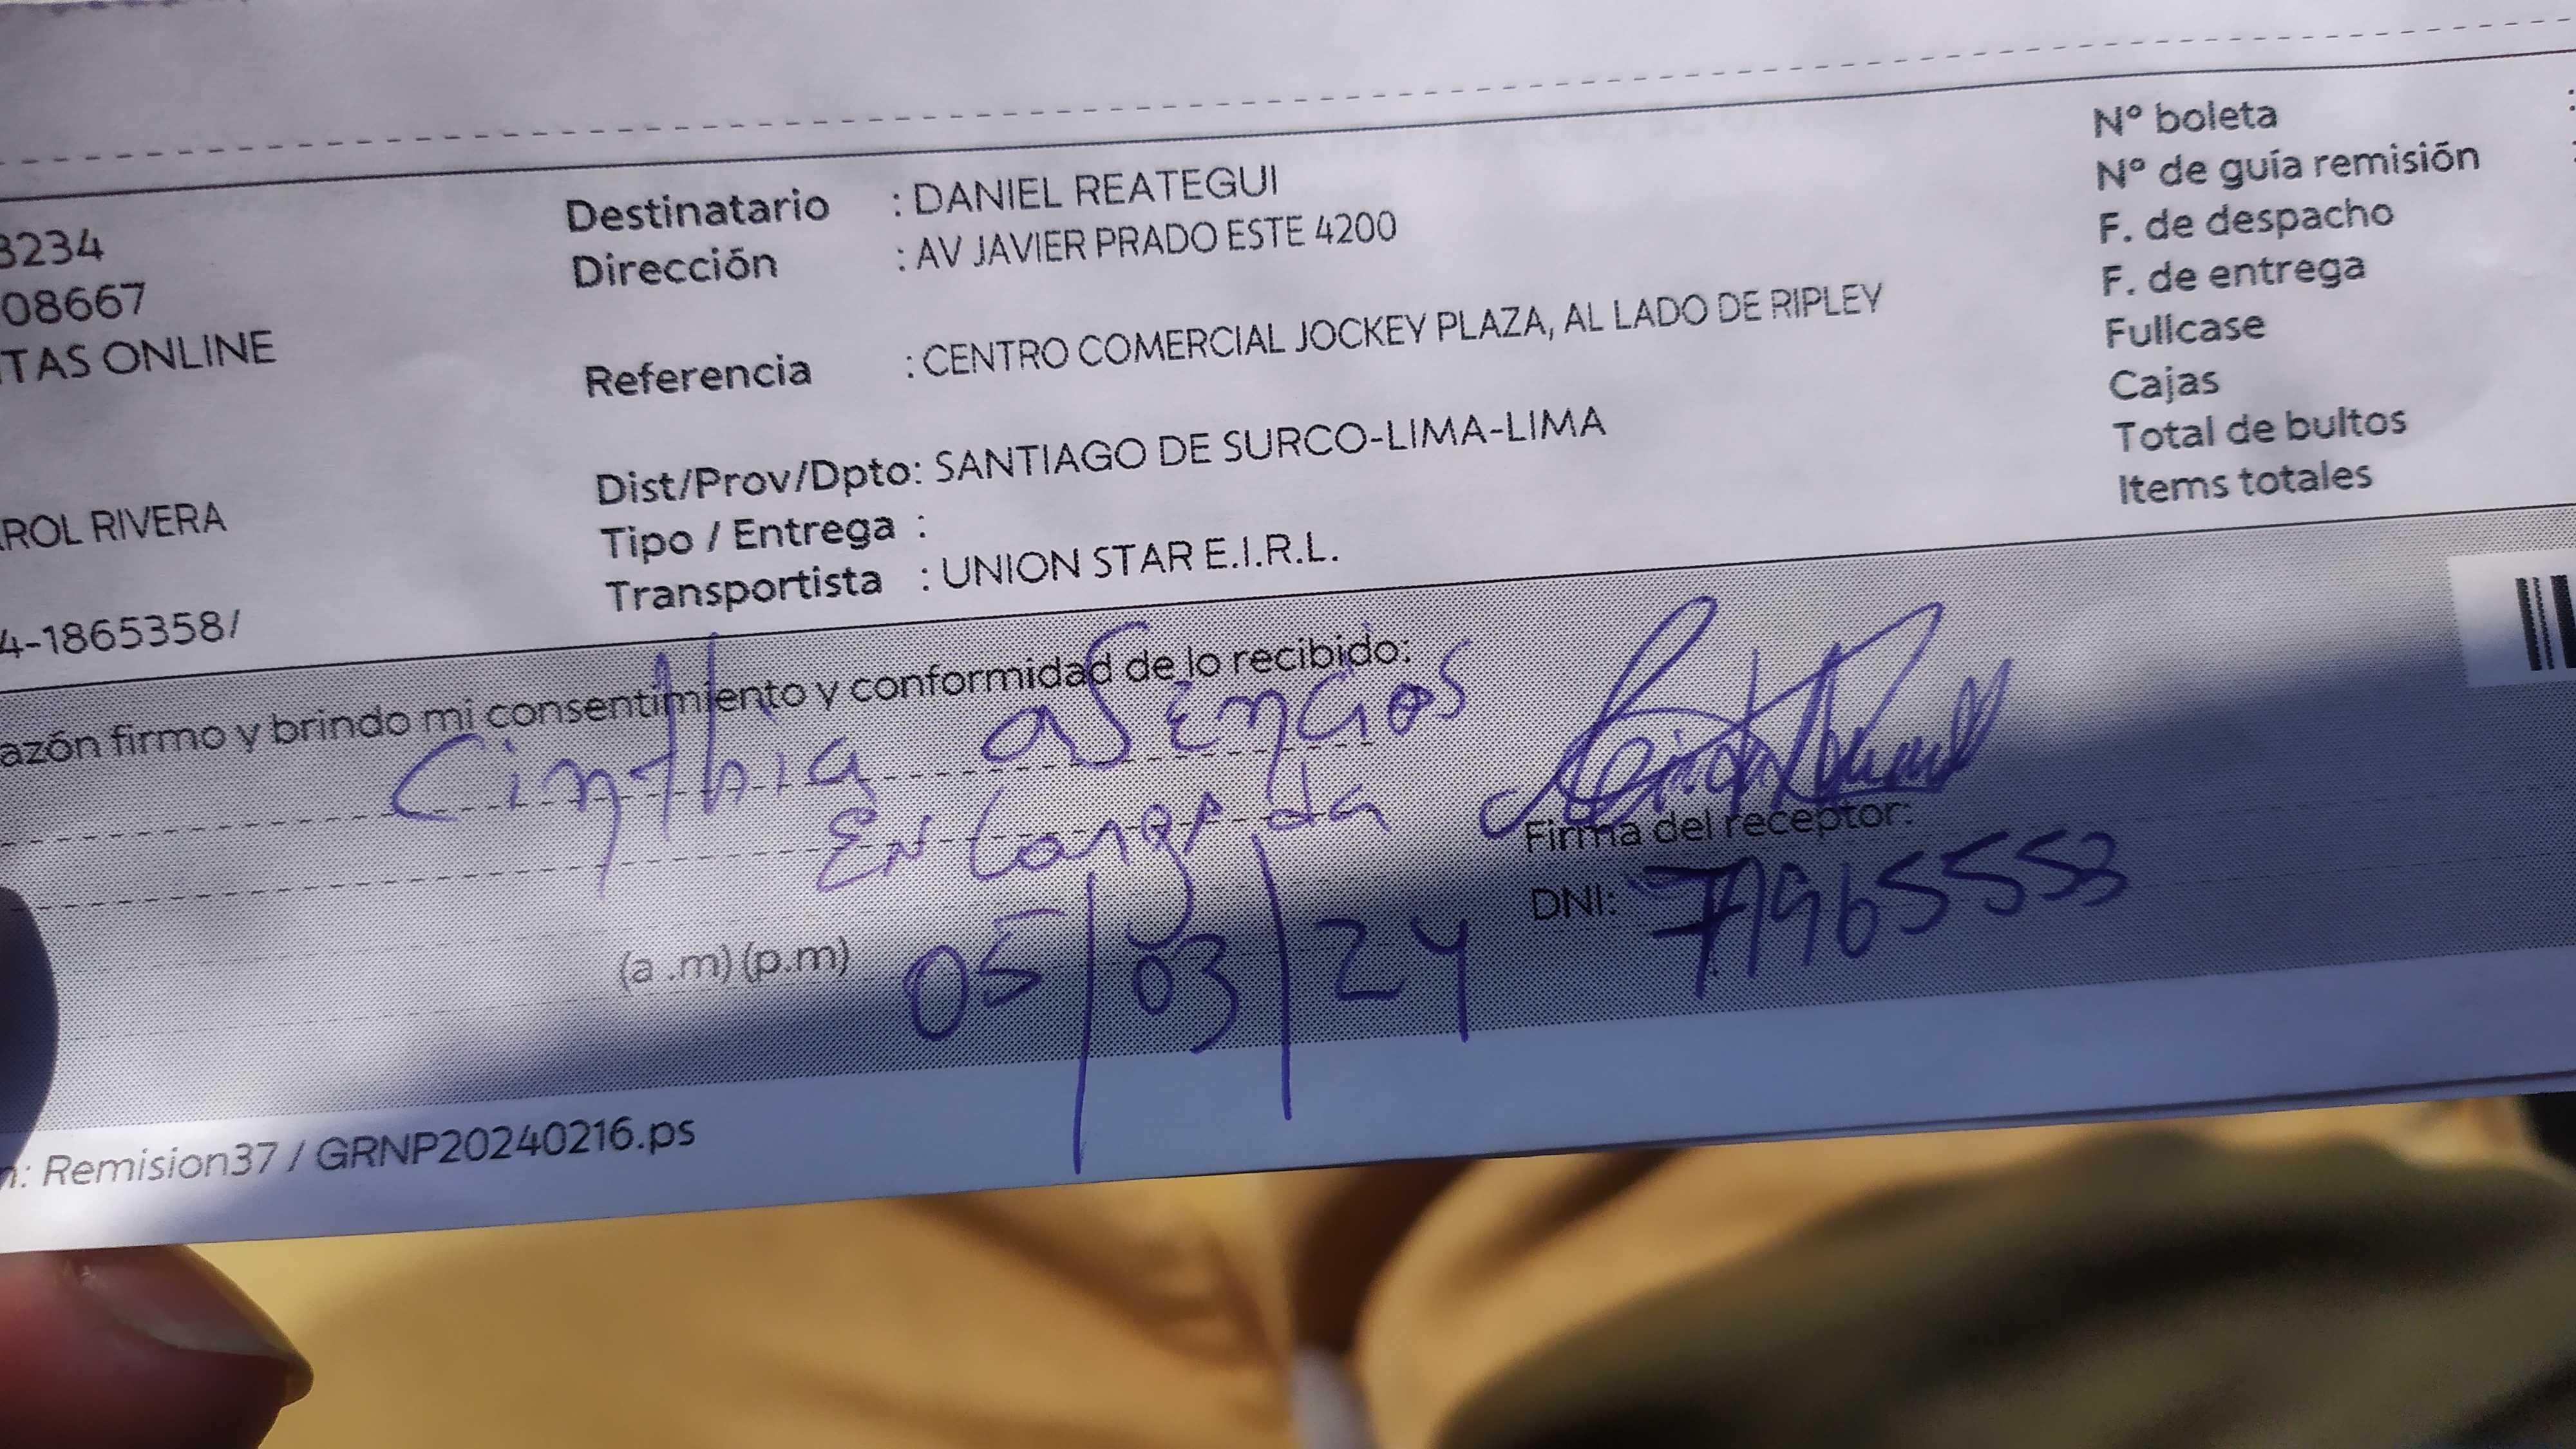 3234
08667
TAS ONLINE
ROL RIVERA
4-1865358/
Destinatario : DANIEL REATEGUI
Dirección : AV JAVIER PRADO ESTE 4200
Referencia : CENTRO COMERCIAL JOCKEY PLAZA, AL LADO DE RIPLEY
Dist/Prov/Dpto: SANTIAGO DE SURCO-LIMA-LIMA
Tipo / Entrega :
Transportista : UNION STAR E.I.R.L.
N° boleta :
N° de guía remisión :
F. de despacho
F. de entrega
Fullcase
Cajas
Total de bultos
Items totales
azón firmo y brindo mi consentimiento y conformidad de lo recibido:
Cinthia asencios
Encargada
Firma del receptor:
DNI: 71965553
(a .m) (p.m) 05/03/24
n: Remision37 / GRNP20240216.ps